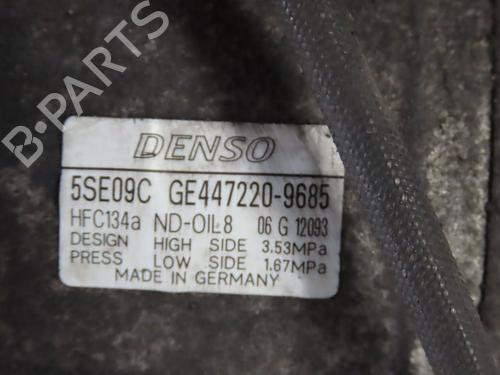 B-PARTS
DENSO
5SE09C GE447220-9685
HFC134a ND-OIL8 06 G 12093
DESIGN HIGH SIDE 3.53MPa
PRESS LOW SIDE 1.67MPa
MADE IN GERMANY